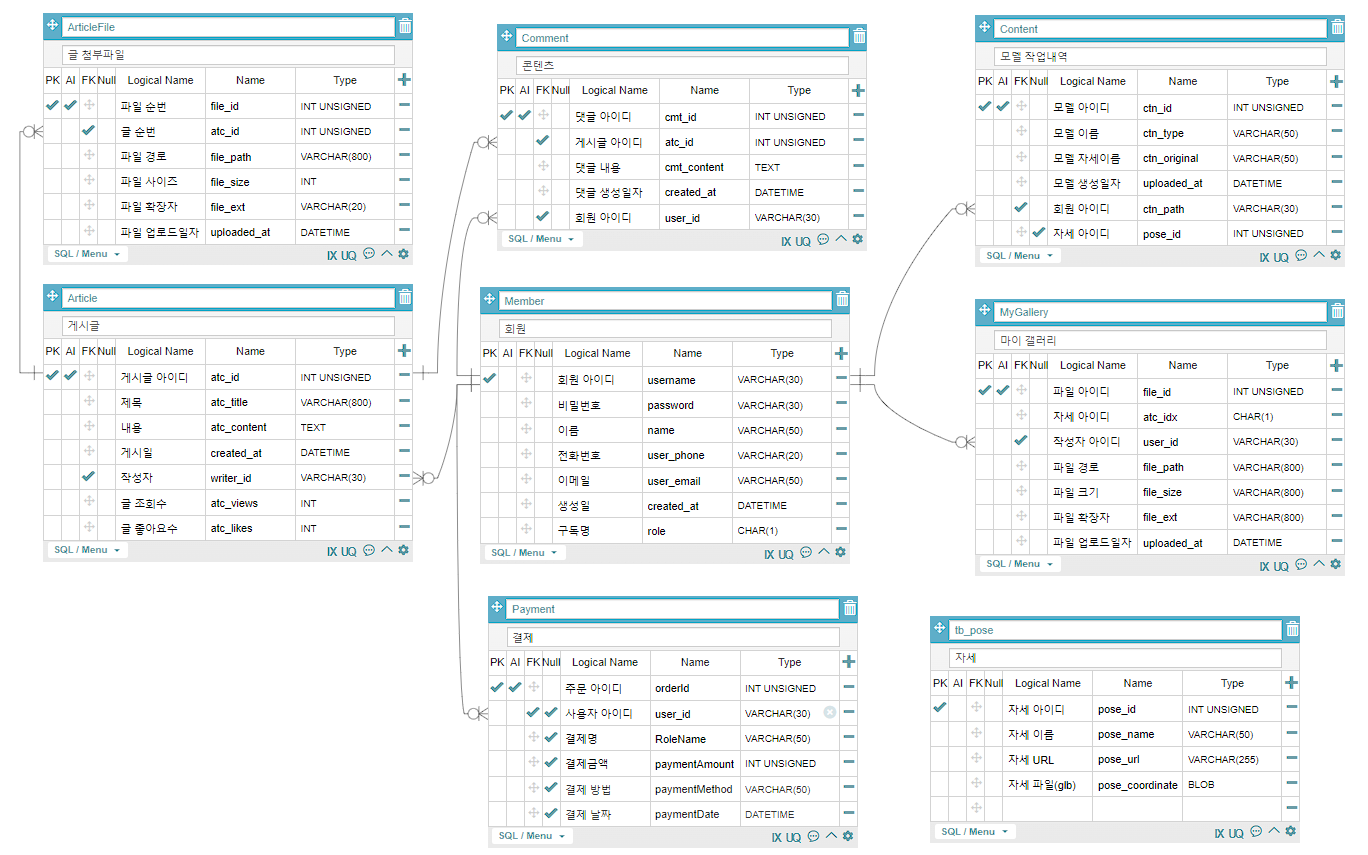 ArticleFile
글 첨부파일
PK AI FK Null Logical Name Name Type
파일 순번 file_id INT UNSIGNED
글 순번 atc_id INT UNSIGNED
파일 경로 file_path VARCHAR(800)
파일 사이즈 file_size INT
파일 확장자 file_ext VARCHAR(20)
파일 업로드일자 uploaded_at DATETIME
SQL / Menu IX UQ
Article
게시글
PK AI FK Null Logical Name Name Type
게시글 아이디 atc_id INT UNSIGNED
제목 atc_title VARCHAR(800)
내용 atc_content TEXT
게시일 created_at DATETIME
작성자 writer_id VARCHAR(30)
글 조회수 atc_views INT
글 좋아요수 atc_likes INT
SQL / Menu IX UQ
Comment
콘텐츠
PK AI FK Null Logical Name Name Type
댓글 아이디 cmt_id INT UNSIGNED
게시글 아이디 atc_id INT UNSIGNED
댓글 내용 cmt_content TEXT
댓글 생성일자 created_at DATETIME
회원 아이디 user_id VARCHAR(30)
SQL / Menu IX UQ
Member
회원
PK AI FK Null Logical Name Name Type
회원 아이디 username VARCHAR(30)
비밀번호 password VARCHAR(30)
이름 name VARCHAR(50)
전화번호 user_phone VARCHAR(20)
이메일 user_email VARCHAR(50)
생성일 created_at DATETIME
구독명 role CHAR(1)
SQL / Menu IX UQ
Payment
결제
PK AI FK Null Logical Name Name Type
주문 아이디 orderId INT UNSIGNED
사용자 아이디 user_id VARCHAR(30)
결제명 RoleName VARCHAR(50)
결제금액 paymentAmount INT UNSIGNED
결제 방법 paymentMethod VARCHAR(50)
결제 날짜 paymentDate DATETIME
SQL / Menu IX UQ
Content
모델 작업내역
PK AI FK Null Logical Name Name Type
모델 아이디 ctn_id INT UNSIGNED
모델 이름 ctn_type VARCHAR(50)
모델 자세이름 ctn_original VARCHAR(50)
모델 생성일자 uploaded_at DATETIME
회원 아이디 ctn_path VARCHAR(30)
자세 아이디 pose_id INT UNSIGNED
SQL / Menu IX UQ
MyGallery
마이 갤러리
PK AI FK Null Logical Name Name Type
파일 아이디 file_id INT UNSIGNED
자세 아이디 atc_idx CHAR(1)
작성자 아이디 user_id VARCHAR(30)
파일 경로 file_path VARCHAR(800)
파일 크기 file_size VARCHAR(800)
파일 확장자 file_ext VARCHAR(800)
파일 업로드일자 uploaded_at DATETIME
SQL / Menu IX UQ
tb_pose
자세
PK AI FK Null Logical Name Name Type
자세 아이디 pose_id INT UNSIGNED
자세 이름 pose_name VARCHAR(50)
자세 URL pose_url VARCHAR(255)
자세 파일(glb) pose_coordinate BLOB
SQL / Menu IX UQ